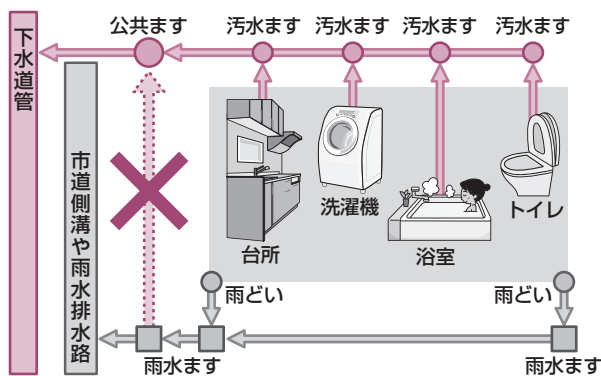 公共ます
汚水ます
汚水ます
汚水ます
汚水ます
下水道管
市道側溝や雨水排水路
台所
洗濯機
浴室
トイレ
雨どい
雨どい
雨水ます
雨水ます